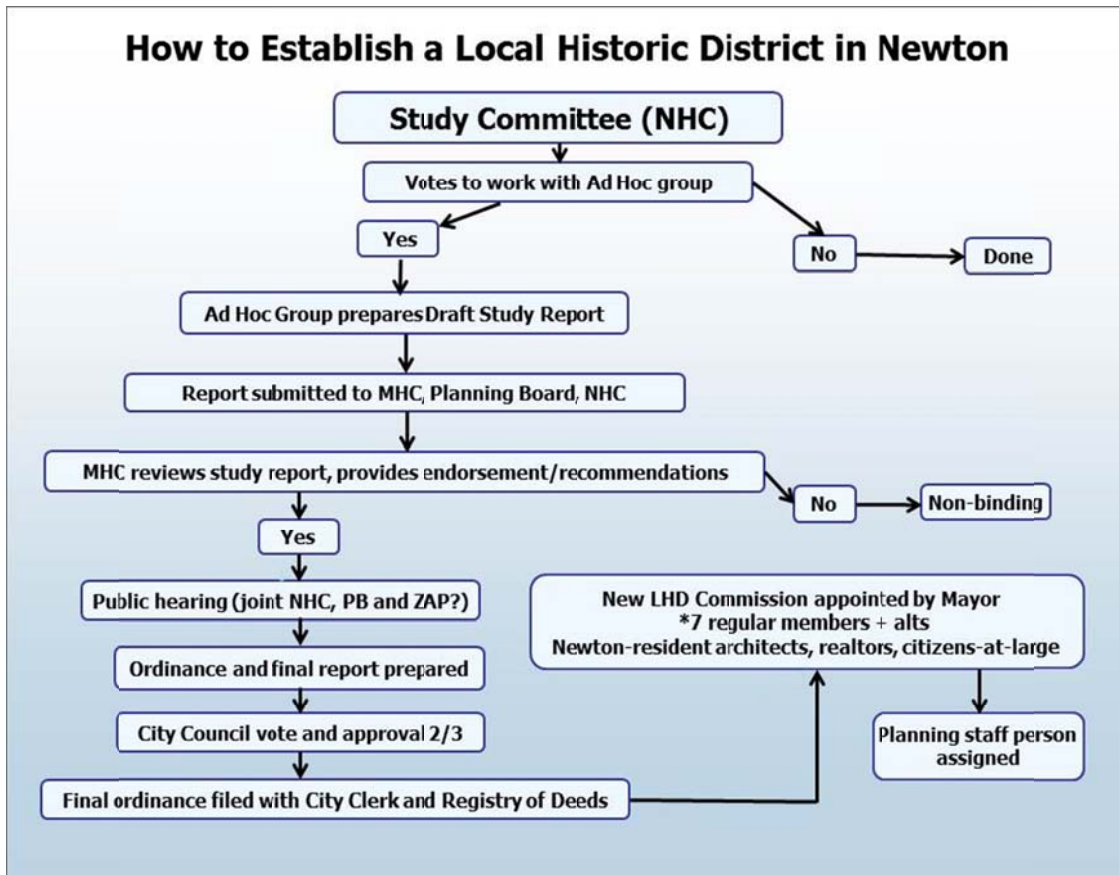 How to Establish a Local Historic District in Newton
Study Committee (NHC)
Votes to work with Ad Hoc group
Yes
No
Done
Ad Hoc Group prepares Draft Study Report
Report submitted to MHC, Planning Board, NHC
MHC reviews study report, provides endorsement/recommendations
No
Non-binding
Yes
Public hearing (joint NHC, PB and ZAP?)
Ordinance and final report prepared
City Council vote and approval 2/3
Final ordinance filed with City Clerk and Registry of Deeds
New LHD Commission appointed by Mayor
*7 regular members + alts
Newton-resident architects, realtors, citizens-at-large
Planning staff person
assigned